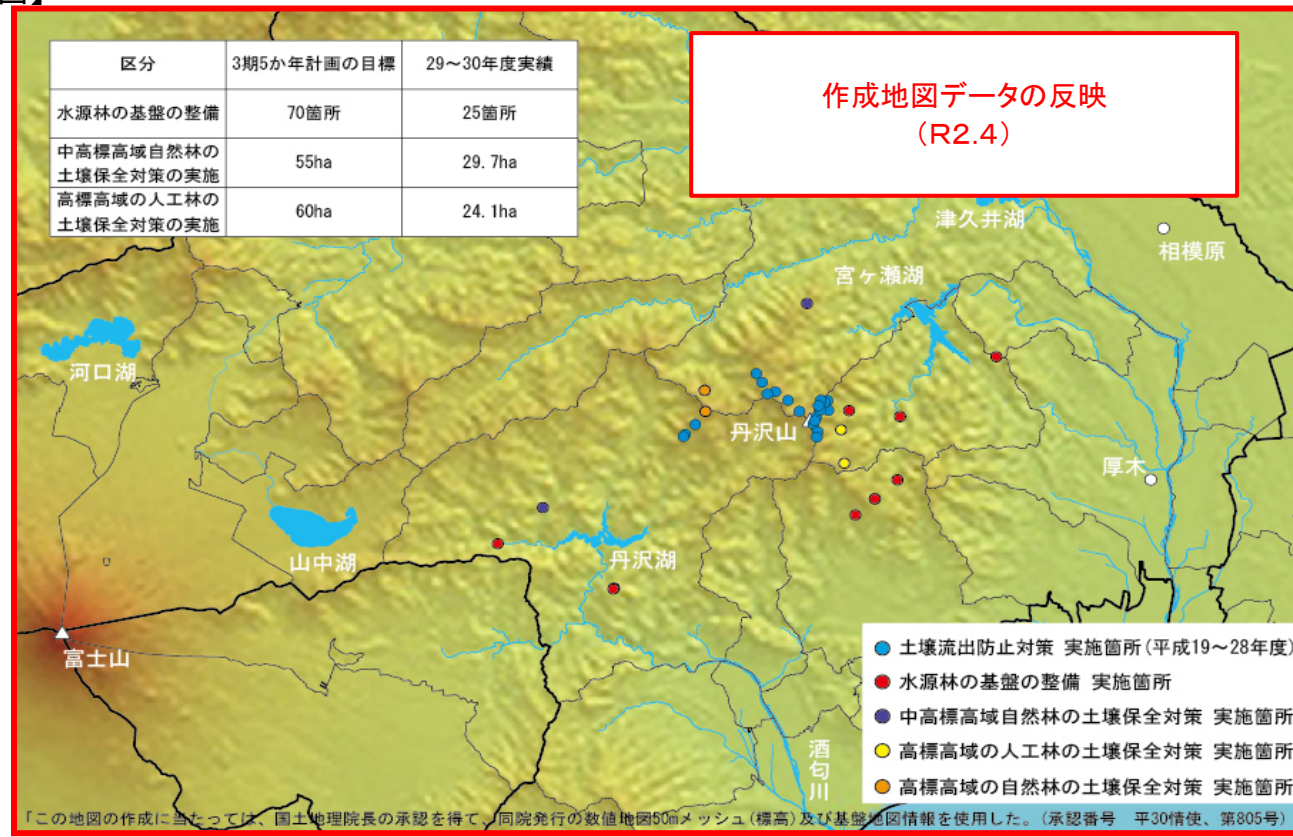 区分 3期5か年計画の目標 29～30年度実績
水源林の基盤の整備 70箇所 25箇所
中高標高域自然林の
土壌保全対策の実施 55ha 29.7ha
高標高域の人工林の
土壌保全対策の実施 60ha 24.1ha
作成地図データの反映
（R2.4）
津久井湖
相模原
宮ヶ瀬湖
河口湖
丹沢山
厚木
山中湖
丹沢湖
富士山
酒匂川
土壌流出防止対策 実施箇所(平成19～28年度)
水源林の基盤の整備 実施箇所
中高標高域自然林の土壌保全対策 実施箇所
高標高域の人工林の土壌保全対策 実施箇所
高標高域の自然林の土壌保全対策 実施箇所
「この地図の作成に当たっては、国土地理院長の承認を得て、同院発行の数値地図50mメッシュ(標高)及び基盤地図情報を使用した。(承認番号 平30情使、第805号)